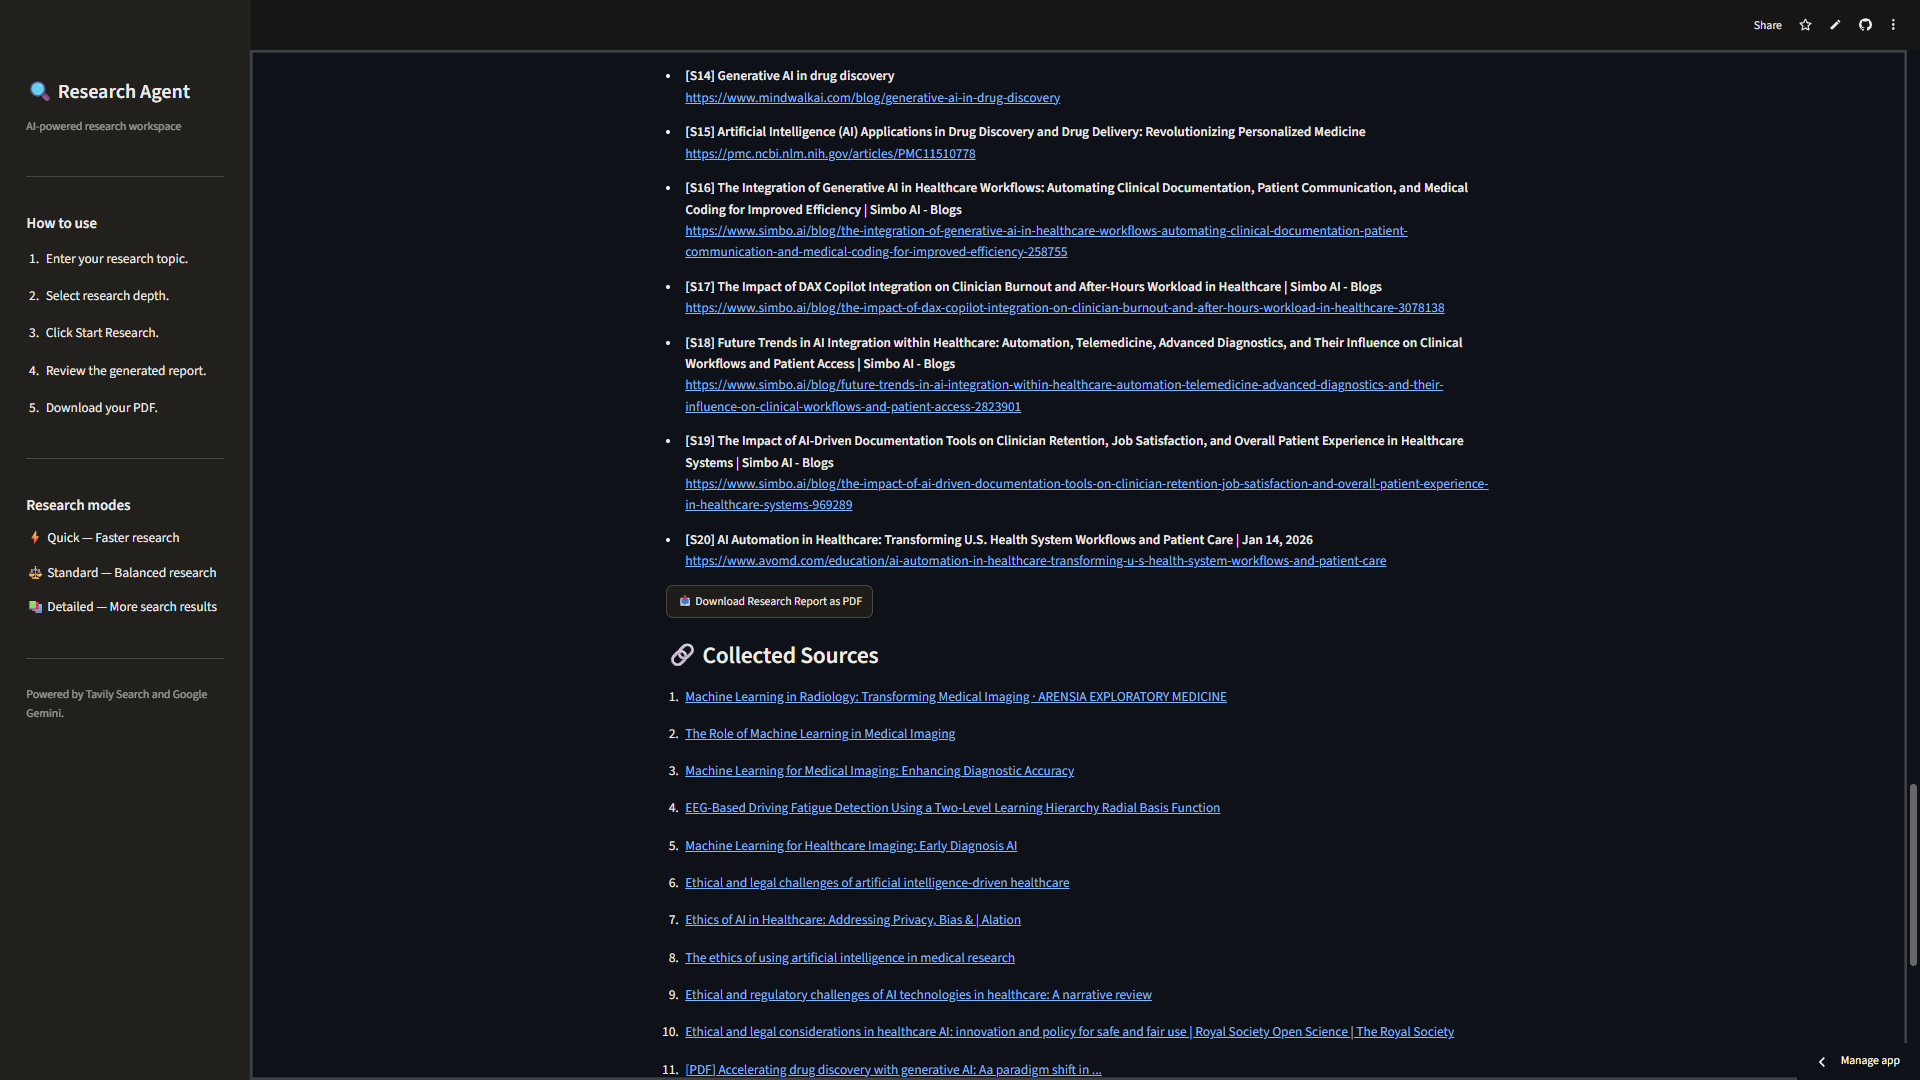 Share
Research Agent
AI-powered research workspace
How to use
1. Enter your research topic.
2. Select research depth.
3. Click Start Research.
4. Review the generated report.
5. Download your PDF.
Research modes
Quick — Faster research
Standard — Balanced research
Detailed — More search results
Powered by Tavily Search and Google
Gemini.
[S14] Generative AI in drug discovery
https://www.mindwalkai.com/blog/generative-ai-in-drug-discovery
[S15] Artificial Intelligence (AI) Applications in Drug Discovery and Drug Delivery: Revolutionizing Personalized Medicine
https://pmc.ncbi.nlm.nih.gov/articles/PMC11510778
[S16] The Integration of Generative AI in Healthcare Workflows: Automating Clinical Documentation, Patient Communication, and Medical
Coding for Improved Efficiency | Simbo AI - Blogs
https://www.simbo.ai/blog/the-integration-of-generative-ai-in-healthcare-workflows-automating-clinical-documentation-patient-
communication-and-medical-coding-for-improved-efficiency-258755
[S17] The Impact of DAX Copilot Integration on Clinician Burnout and After-Hours Workload in Healthcare | Simbo AI - Blogs
https://www.simbo.ai/blog/the-impact-of-dax-copilot-integration-on-clinician-burnout-and-after-hours-workload-in-healthcare-3078138
[S18] Future Trends in AI Integration within Healthcare: Automation, Telemedicine, Advanced Diagnostics, and Their Influence on Clinical
Workflows and Patient Access | Simbo AI - Blogs
https://www.simbo.ai/blog/future-trends-in-ai-integration-within-healthcare-automation-telemedicine-advanced-diagnostics-and-their-
influence-on-clinical-workflows-and-patient-access-2823901
[S19] The Impact of AI-Driven Documentation Tools on Clinician Retention, Job Satisfaction, and Overall Patient Experience in Healthcare
Systems | Simbo AI - Blogs
https://www.simbo.ai/blog/the-impact-of-ai-driven-documentation-tools-on-clinician-retention-job-satisfaction-and-overall-patient-experience-
in-healthcare-systems-969289
[S20] AI Automation in Healthcare: Transforming U.S. Health System Workflows and Patient Care | Jan 14, 2026
https://www.avomd.com/education/ai-automation-in-healthcare-transforming-u-s-health-system-workflows-and-patient-care
Download Research Report as PDF
Collected Sources
1. Machine Learning in Radiology: Transforming Medical Imaging · ARENSIA EXPLORATORY MEDICINE
2. The Role of Machine Learning in Medical Imaging
3. Machine Learning for Medical Imaging: Enhancing Diagnostic Accuracy
4. EEG-Based Driving Fatigue Detection Using a Two-Level Learning Hierarchy Radial Basis Function
5. Machine Learning for Healthcare Imaging: Early Diagnosis AI
6. Ethical and legal challenges of artificial intelligence-driven healthcare
7. Ethics of AI in Healthcare: Addressing Privacy, Bias & | Alation
8. The ethics of using artificial intelligence in medical research
9. Ethical and regulatory challenges of AI technologies in healthcare: A narrative review
10. Ethical and legal considerations in healthcare AI: innovation and policy for safe and fair use | Royal Society Open Science | The Royal Society
11. [PDF] Accelerating drug discovery with generative AI: Aa paradigm shift in ...
Manage app